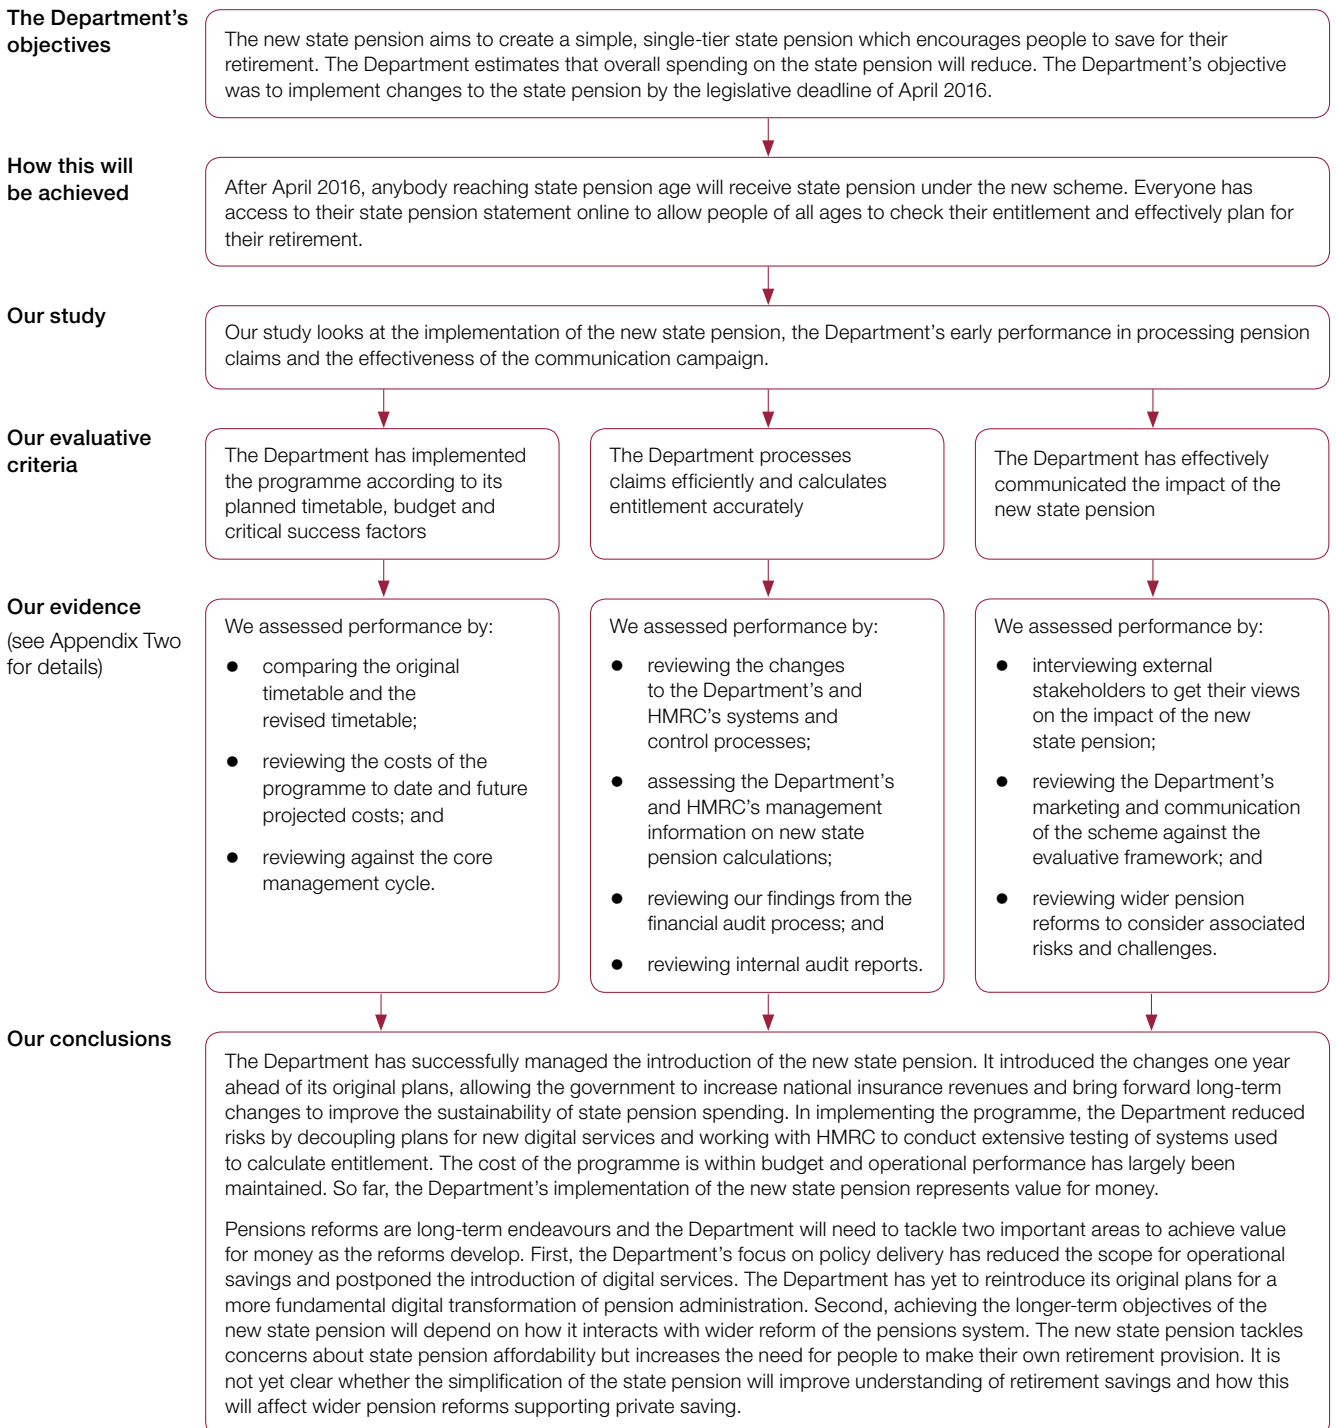 The Department's
objectives
The new state pension aims to create a simple, single-tier state pension which encourages people to save for their
retirement. The Department estimates that overall spending on the state pension will reduce. The Department's objective
was to implement changes to the state pension by the legislative deadline of April 2016.
How this will
be achieved
After April 2016, anybody reaching state pension age will receive state pension under the new scheme. Everyone has
access to their state pension statement online to allow people of all ages to check their entitlement and effectively plan for
their retirement.
Our study
Our study looks at the implementation of the new state pension, the Department's early performance in processing pension
claims and the effectiveness of the communication campaign.
Our evaluative
criteria
The Department has implemented
the programme according to its
planned timetable, budget and
critical success factors
The Department processes
claims efficiently and calculates
entitlement accurately
The Department has effectively
communicated the impact of the
new state pension
Our evidence
(see Appendix Two
for details)
We assessed performance by:
● comparing the original
timetable and the
revised timetable;
● reviewing the costs of the
programme to date and future
projected costs; and
● reviewing against the core
management cycle.
We assessed performance by:
● reviewing the changes
to the Department's and
HMRC's systems and
control processes;
● assessing the Department's
and HMRC's management
information on new state
pension calculations;
● reviewing our findings from the
financial audit process; and
● reviewing internal audit reports.
We assessed performance by:
● interviewing external
stakeholders to get their views
on the impact of the new
state pension;
● reviewing the Department's
marketing and communication
of the scheme against the
evaluative framework; and
● reviewing wider pension
reforms to consider associated
risks and challenges.
Our conclusions
The Department has successfully managed the introduction of the new state pension. It introduced the changes one year
ahead of its original plans, allowing the government to increase national insurance revenues and bring forward long-term
changes to improve the sustainability of state pension spending. In implementing the programme, the Department reduced
risks by decoupling plans for new digital services and working with HMRC to conduct extensive testing of systems used
to calculate entitlement. The cost of the programme is within budget and operational performance has largely been
maintained. So far, the Department's implementation of the new state pension represents value for money.
Pensions reforms are long-term endeavours and the Department will need to tackle two important areas to achieve value
for money as the reforms develop. First, the Department's focus on policy delivery has reduced the scope for operational
savings and postponed the introduction of digital services. The Department has yet to reintroduce its original plans for a
more fundamental digital transformation of pension administration. Second, achieving the longer-term objectives of the
new state pension will depend on how it interacts with wider reform of the pensions system. The new state pension tackles
concerns about state pension affordability but increases the need for people to make their own retirement provision. It is
not yet clear whether the simplification of the state pension will improve understanding of retirement savings and how this
will affect wider pension reforms supporting private saving.